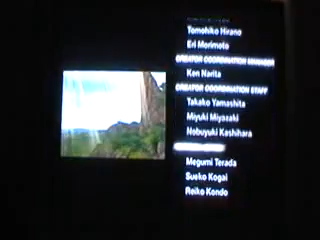 Tomohiko Hirano
Eri Morimoto
CREATOR COORDINATION MANAGER
Ken Narita
CREATOR COORDINATION STAFF
Takako Yamashita
Miyuki Miyazaki
Nobuyuki Kashihara
Megumi Terada
Sueko Kogai
Reiko Kondo